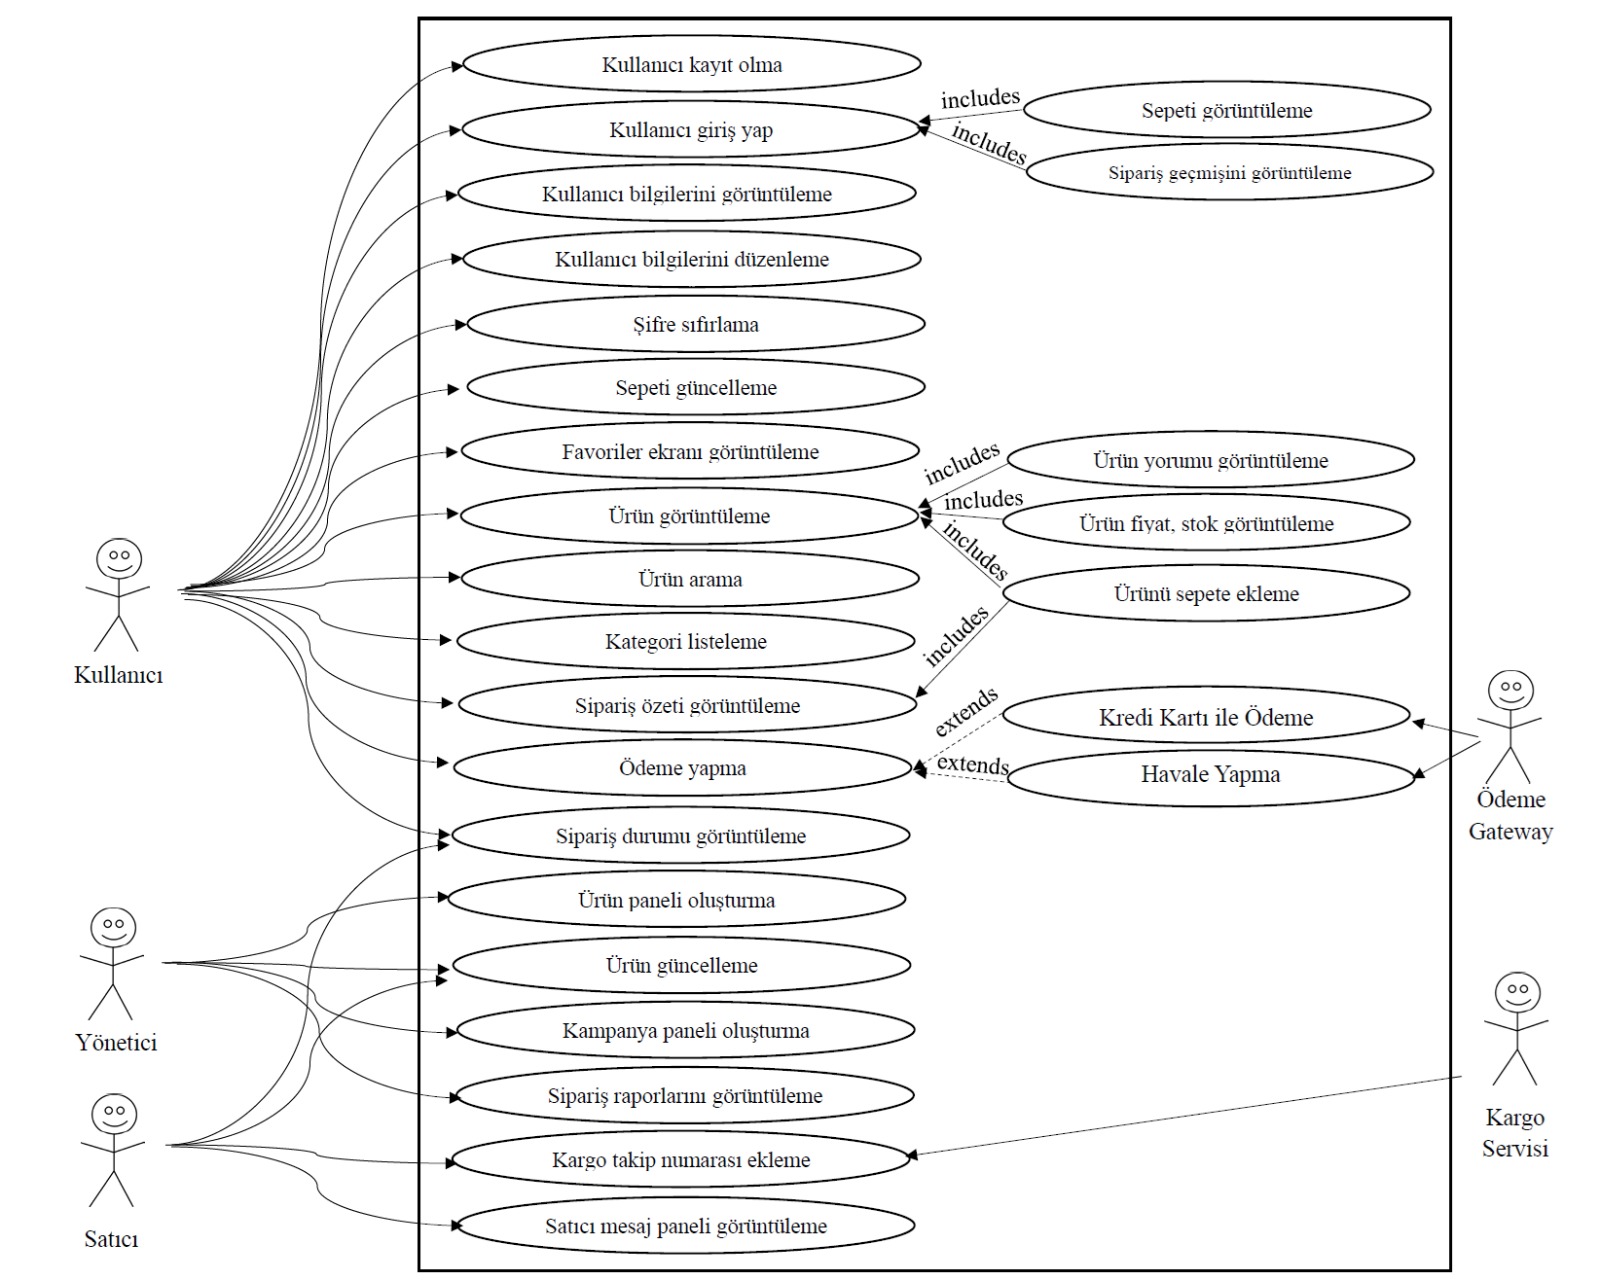 Kullanıcı kayıt olma
Kullanıcı giriş yap
includes
Sepeti görüntüleme
includes
Sipariş geçmişini görüntüleme
Kullanıcı bilgilerini görüntüleme
Kullanıcı bilgilerini düzenleme
Şifre sıfırlama
Sepeti güncelleme
Favoriler ekranı görüntüleme
includes
Ürün yorumu görüntüleme
Ürün görüntüleme
includes
Ürün fiyat, stok görüntüleme
includes
Ürün arama
Ürünü sepete ekleme
includes
Kategori listeleme
Kullanıcı
Sipariş özeti görüntüleme
extends
Kredi Kartı ile Ödeme
Ödeme yapma
extends
Havale Yapma
Ödeme
Gateway
Sipariş durumu görüntüleme
Ürün paneli oluşturma
Ürün güncelleme
Yönetici
Kampanya paneli oluşturma
Sipariş raporlarını görüntüleme
Kargo
Servisi
Kargo takip numarası ekleme
Satıcı mesaj paneli görüntüleme
Satıcı